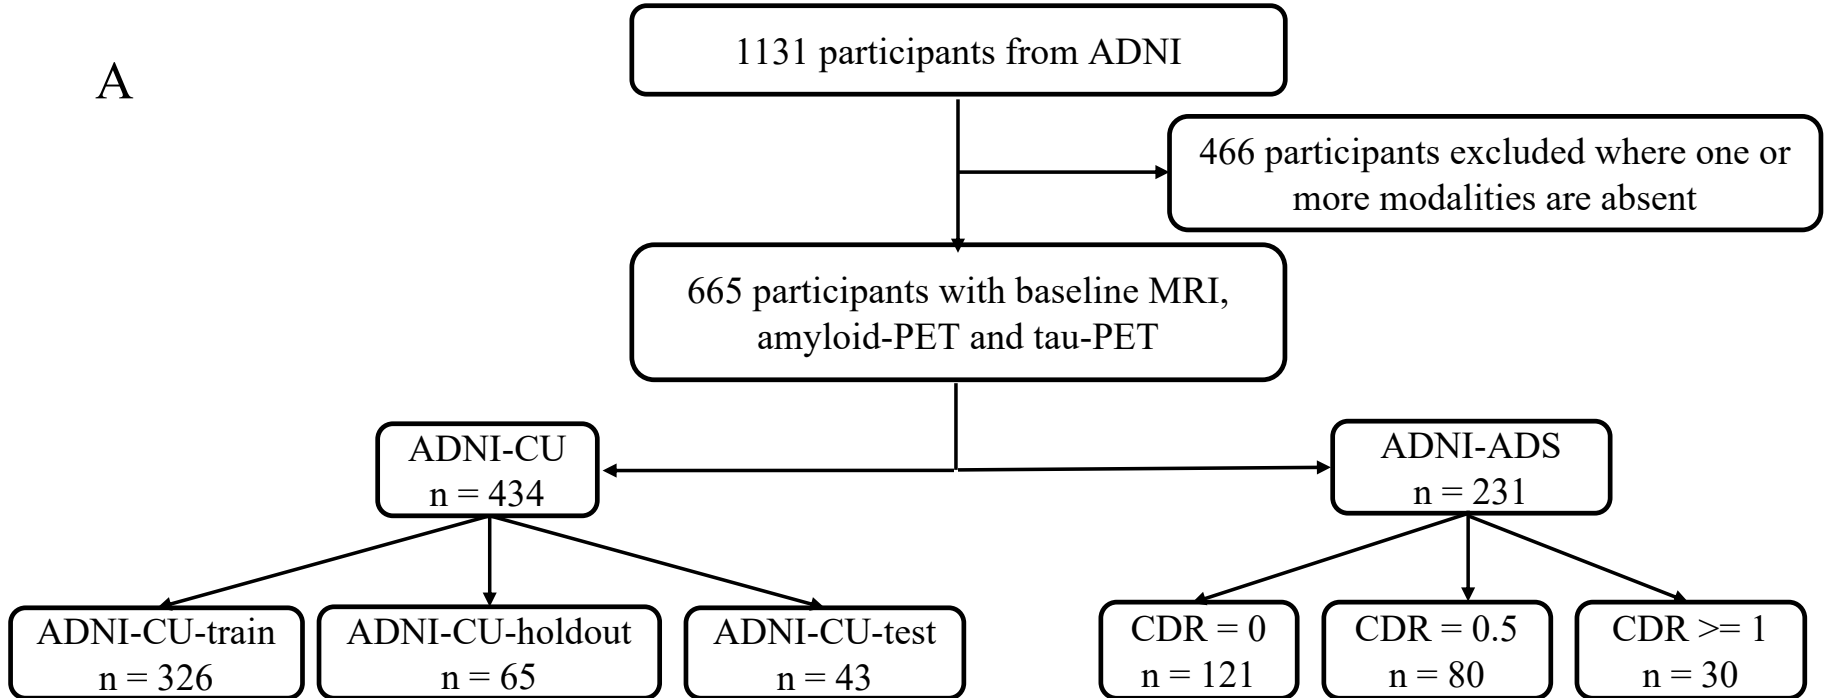 A
1131 participants from ADNI
466 participants excluded where one or
more modalities are absent
665 participants with baseline MRI,
amyloid-PET and tau-PET
ADNI-CU
n = 434
ADNI-ADS
n = 231
ADNI-CU-train
n = 326
ADNI-CU-holdout
n = 65
ADNI-CU-test
n = 43
CDR = 0
n = 121
CDR = 0.5
n = 80
CDR >= 1
n = 30